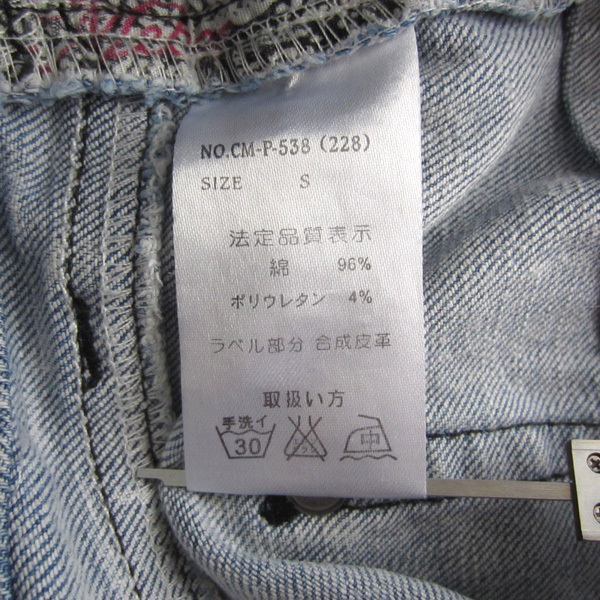 NO.CM-P-538 (228)
SIZE S
法定品質表示
綿 96%
ポリウレタン 4%
ラベル部分 合成皮革
取扱い方
手洗イ
30 中